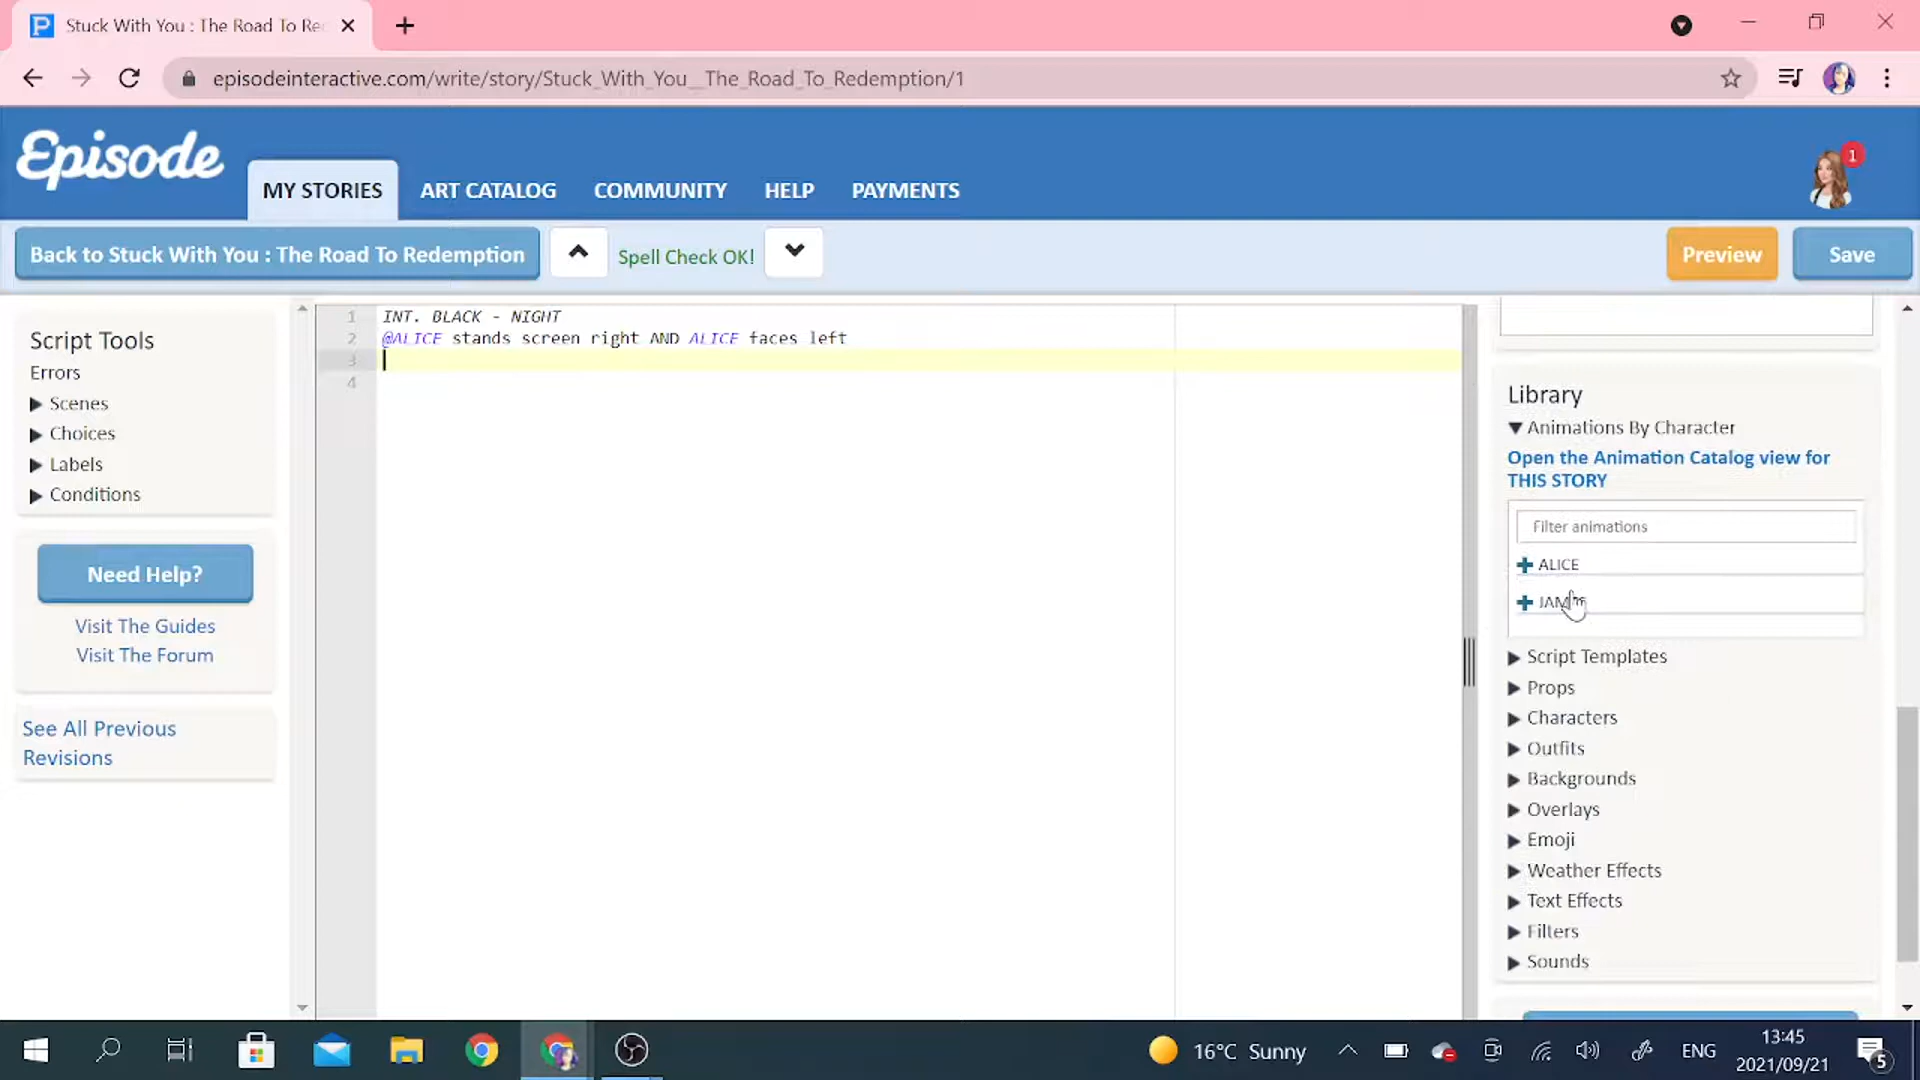 Stuck With You : The Road To Re
episodeinteractive.com/write/story/Stuck_With_You__The_Road_To_Redemption/1
Episode
MY STORIES
ART CATALOG
COMMUNITY
HELP
PAYMENTS
1
Back to Stuck With You : The Road To Redemption
Spell Check OK!
Preview
Save
Script Tools
Errors
Scenes
Choices
Labels
Conditions
Need Help?
Visit The Guides
Visit The Forum
See All Previous
Revisions
1 INT. BLACK - NIGHT
2 @ALICE stands screen right AND ALICE faces left
3
4
Library
Animations By Character
Open the Animation Catalog view for
THIS STORY
Filter animations
ALICE
Script Templates
Props
Characters
Outfits
Backgrounds
Overlays
Emoji
Weather Effects
Text Effects
Filters
Sounds
16°C Sunny
ENG
13:45
2021/09/21
5